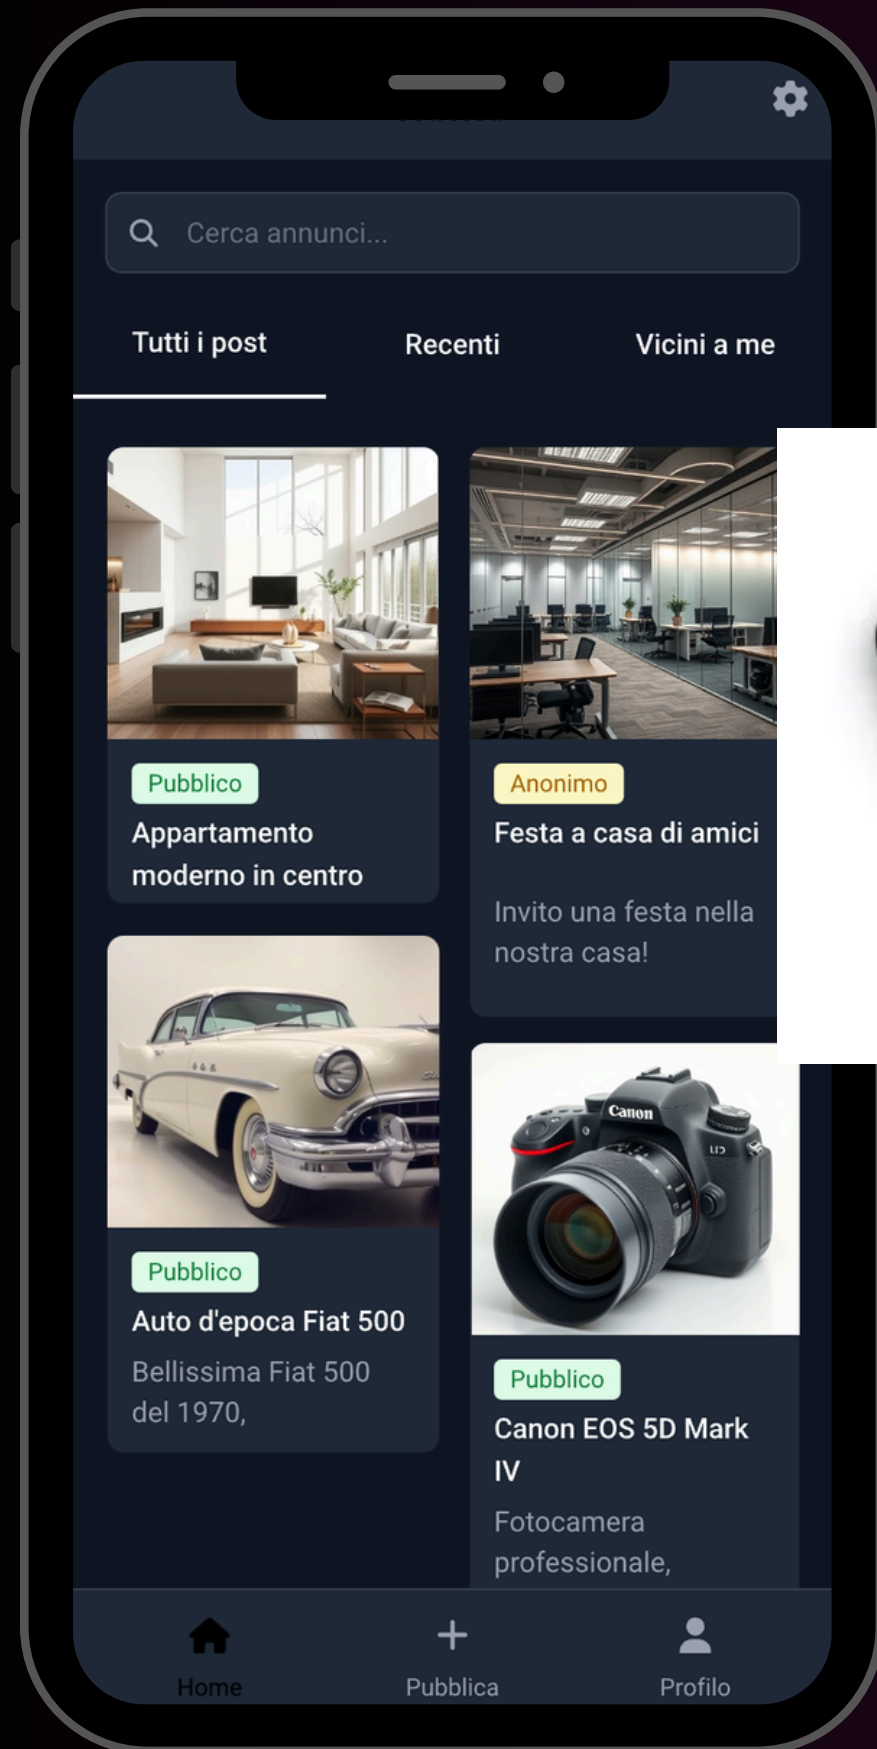 Cerca annunci...
Tutti i post
Recenti
Vicini a me
Pubblico
Appartamento
moderno in centro
Anonimo
Festa a casa di amici
Invito una festa nella
nostra casa!
Pubblico
Auto d'epoca Fiat 500
Bellissima Fiat 500
del 1970,
Canon
Pubblico
Canon EOS 5D Mark
IV
Fotocamera
professionale,
Home
Pubblica
Profilo